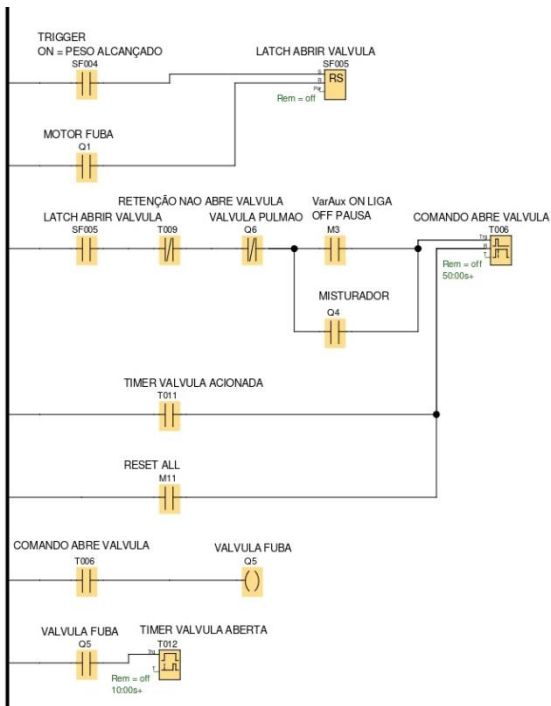 TRIGGER
ON = PESO ALCANÇADO
SF004
LATCH ABRIR VALVULA
SF005
S
R
Par
RS
Rem = off
MOTOR FUBA
Q1
RETENÇÃO NAO ABRE VALVULA
LATCH ABRIR VALVULA
SF005
T009
VALVULA PULMAO
Q6
VarAux ON LIGA
OFF PAUSA
M3
COMANDO ABRE VALVULA
T006
Trg
R
T
Rem = off
50:00s+
MISTURADOR
Q4
TIMER VALVULA ACIONADA
T011
RESET ALL
M11
COMANDO ABRE VALVULA
T006
VALVULA FUBA
Q5
VALVULA FUBA
Q5
TIMER VALVULA ABERTA
T012
Trg
T
Rem = off
10:00s+